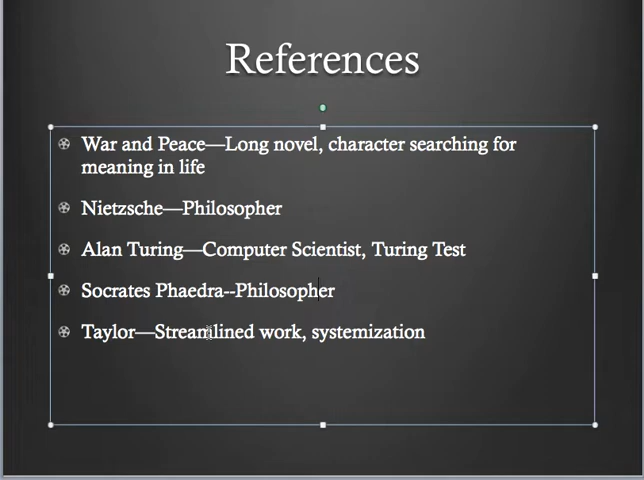 References
War and Peace—Long novel, character searching for
meaning in life
Nietzsche—Philosopher
Alan Turing—Computer Scientist, Turing Test
Socrates Phaedra--Philosopher
Taylor—Streamlined work, systemization